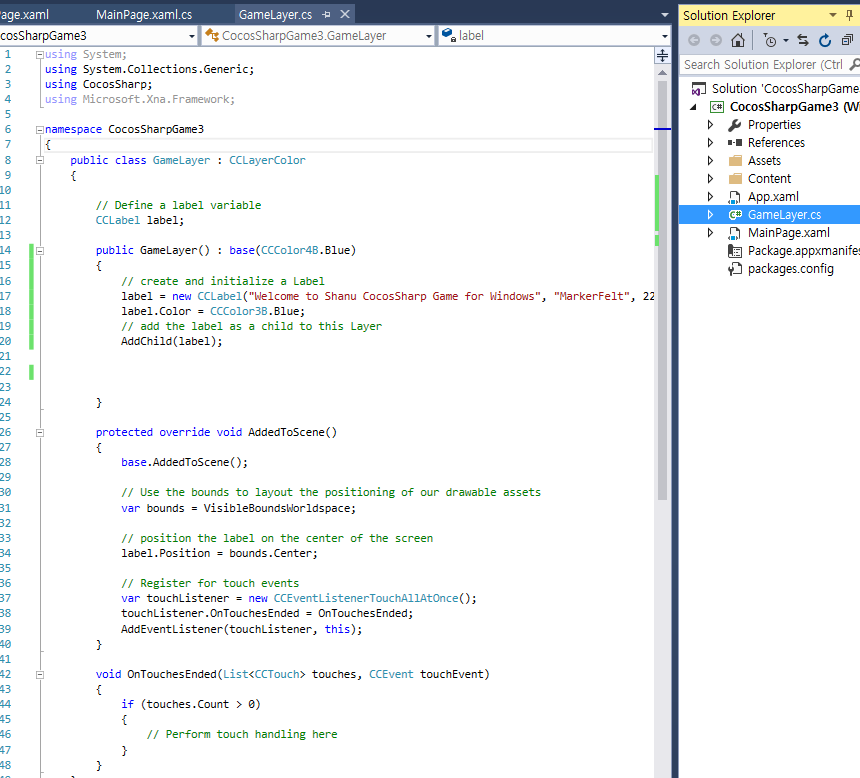 Page.xaml MainPage.xaml.cs GameLayer.cs
cosSharpGame3 CocosSharpGame3.GameLayer label
1 using System;
2 using System.Collections.Generic;
3 using CocosSharp;
4 using Microsoft.Xna.Framework;
5
6 namespace CocosSharpGame3
7 {
8 public class GameLayer : CCLayerColor
9 {
10
11 // Define a label variable
12 CCLabel label;
13
14 public GameLayer() : base(CCColor4B.Blue)
15 {
16 // create and initialize a Label
17 label = new CCLabel("Welcome to Shanu CocosSharp Game for Windows", "MarkerFelt", 22
18 label.Color = CCColor3B.Blue;
19 // add the label as a child to this Layer
20 AddChild(label);
21
22
23
24 }
25
26 protected override void AddedToScene()
27 {
28 base.AddedToScene();
29
30 // Use the bounds to layout the positioning of our drawable assets
31 var bounds = VisibleBoundsWorldspace;
32
33 // position the label on the center of the screen
34 label.Position = bounds.Center;
35
36 // Register for touch events
37 var touchListener = new CCEventListenerTouchAllAtOnce();
38 touchListener.OnTouchesEnded = OnTouchesEnded;
39 AddEventListener(touchListener, this);
40 }
41
42 void OnTouchesEnded(List<CCTouch> touches, CCEvent touchEvent)
43 {
44 if (touches.Count > 0)
45 {
46 // Perform touch handling here
47 }
48 }
Solution Explorer
Search Solution Explorer (Ctrl
Solution 'CocosSharpGame
CocosSharpGame3 (Wi
Properties
References
Assets
Content
App.xaml
GameLayer.cs
MainPage.xaml
Package.appxmanifes
packages.config